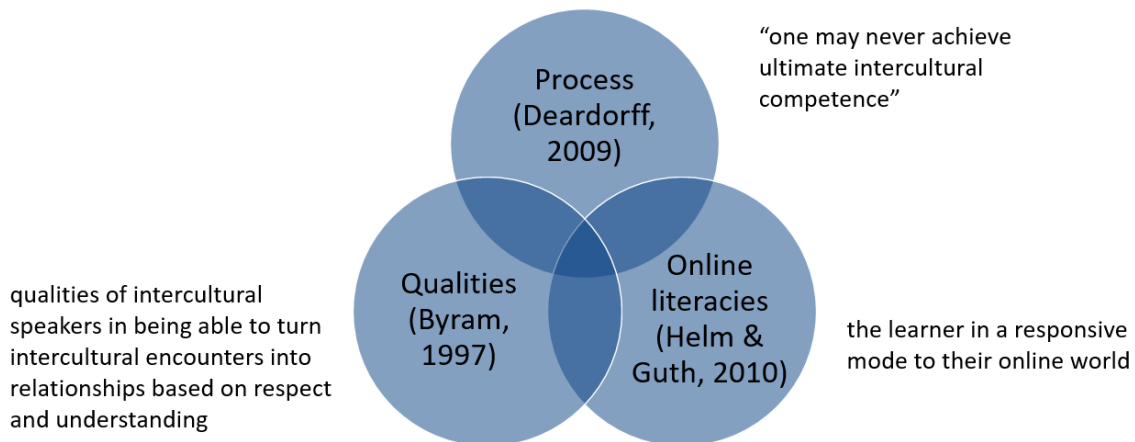 Process
(Deardorff,
2009)
“one may never achieve
ultimate intercultural
competence”
qualities of intercultural
speakers in being able to turn
intercultural encounters into
relationships based on respect
and understanding
Qualities
(Byram,
1997)
Online
literacies
(Helm &
Guth, 2010)
the learner in a responsive
mode to their online world